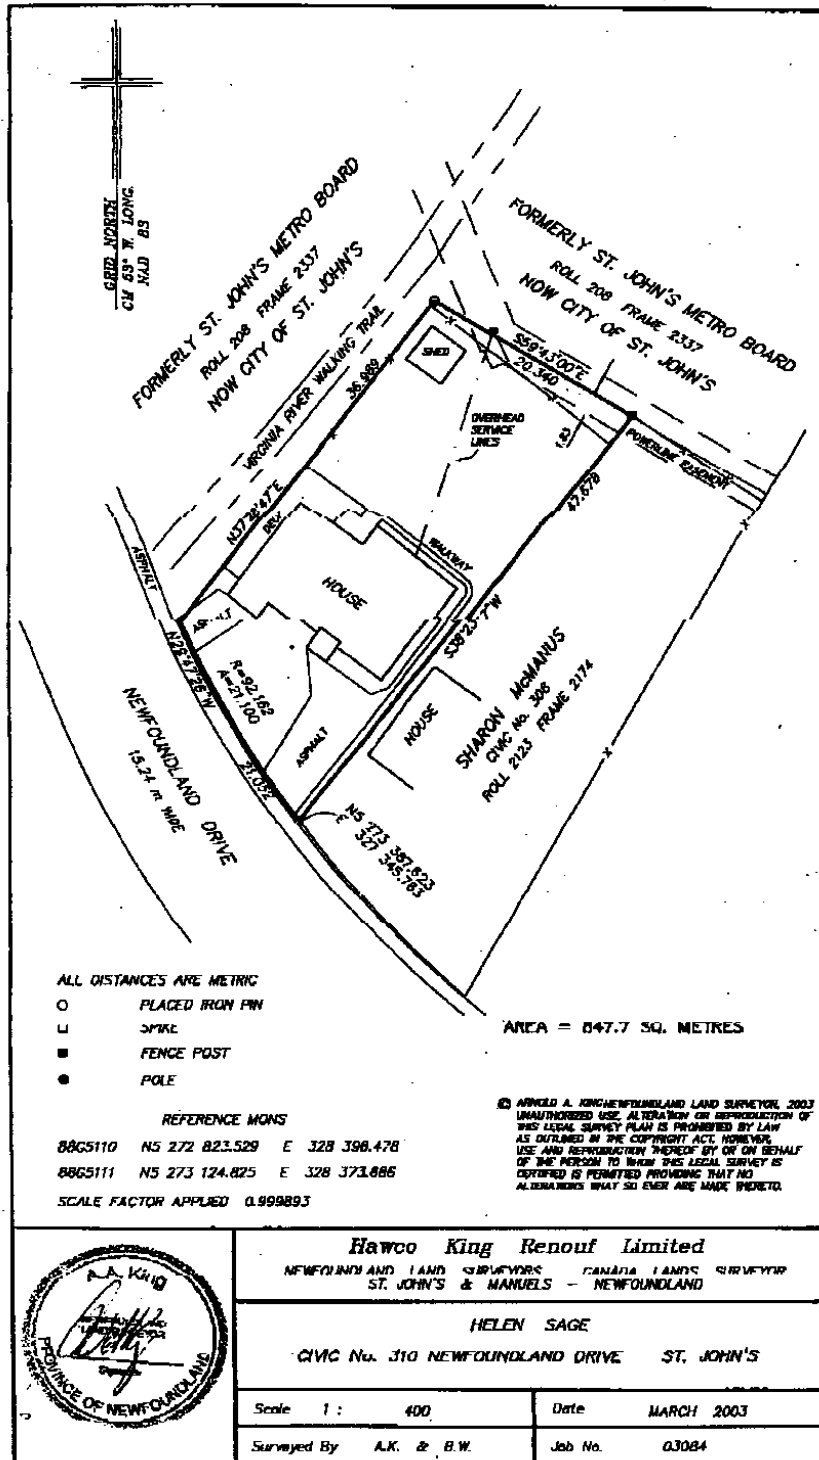 GRID NORTH
CM 53° W. LONG.
NAD 83
FORMERLY ST. JOHN'S METRO BOARD
ROLL 208 FRAME 2337
NOW CITY OF ST. JOHN'S
VIRGINIA RIVER WALKING TRAIL
FORMERLY ST. JOHN'S METRO BOARD
ROLL 208 FRAME 2337
NOW CITY OF ST. JOHN'S
SHED
S59°43'00"E
20.340
36.989
OVERHEAD
SERVICE
LINES
1.83
POWERLINE EASEMENT
47.678
N37°28'47"E
WALKWAY
HOUSE
ASPHALT
N28°47'26"W
R=92.162
A=21.100
ASPHALT
21.052
NEWFOUNDLAND DRIVE
15.24 m WIDE
HOUSE
SHARON McMANUS
CIVIC No. 308
ROLL 2123 FRAME 2174
N5 273 387.623
E 327 345.763
ALL DISTANCES ARE METRIC
PLACED IRON PIN
SPIKE
FENCE POST
POLE
AREA = 847.7 SQ. METRES
REFERENCE MONS
88G5110 N5 272 823.529 E 328 398.478
88G5111 N5 273 124.825 E 328 373.886
SCALE FACTOR APPLIED 0.999893
© ARNOLD A. KING NEWFOUNDLAND LAND SURVEYOR, 2003
UNAUTHORIZED USE, ALTERATION OR REPRODUCTION OF
THIS LEGAL SURVEY PLAN IS PROHIBITED BY LAW
AS OUTLINED IN THE COPYRIGHT ACT. HOWEVER,
USE AND REPRODUCTION THEREOF BY OR ON BEHALF
OF THE PERSON TO WHOM THIS LEGAL SURVEY IS
CERTIFIED IS PERMITTED PROVIDING THAT NO
ALTERATIONS WHAT SO EVER ARE MADE THERETO.
A.A. King
PROVINCE OF NEWFOUNDLAND
Hawco King Renouf Limited
NEWFOUNDLAND LAND SURVEYORS CANADA LANDS SURVEYOR
ST. JOHN'S & MANUELS - NEWFOUNDLAND
HELEN SAGE
CIVIC No. 310 NEWFOUNDLAND DRIVE ST. JOHN'S
Scale 1 : 400
Date MARCH 2003
Surveyed By A.K. & B.W.
Job No. 03084